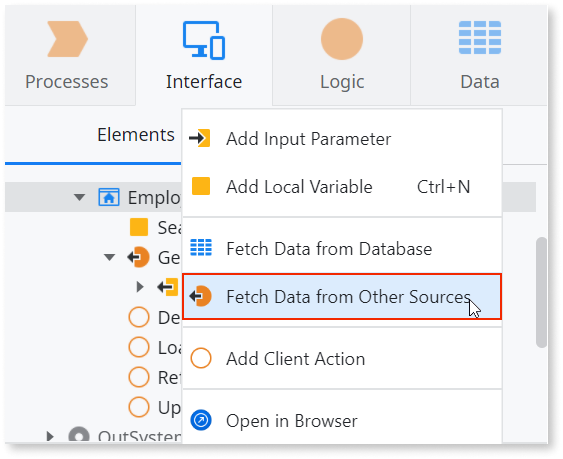 Processes
Interface
Logic
Data
Elements
Add Input Parameter
Add Local Variable Ctrl+N
Emplo
Sea
Fetch Data from Database
Ge
Fetch Data from Other Sources
De
Loa
Add Client Action
Ref
Up
Open in Browser
OutSystem